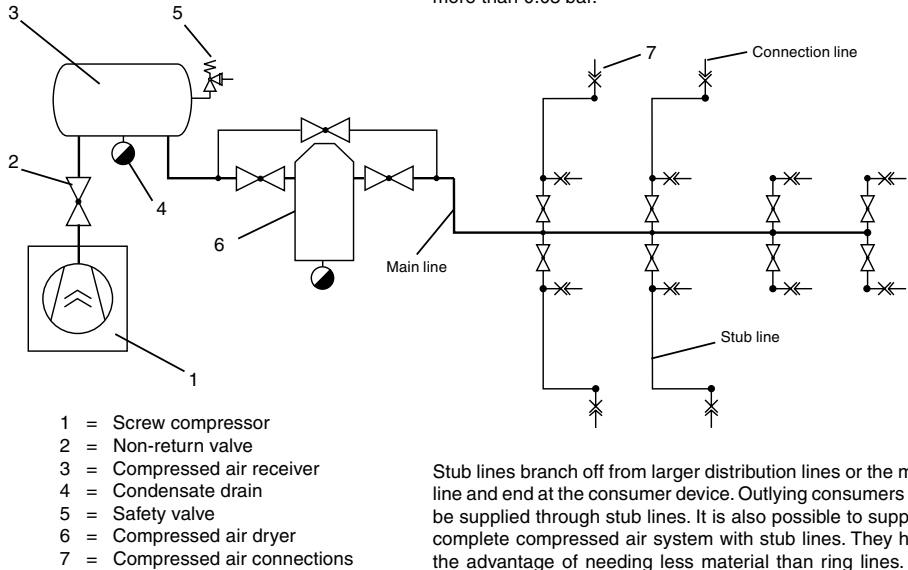 more than 0.03 bar.
3
5
7
Connection line
2
4
6
Main line
Stub line
1
1 = Screw compressor
2 = Non-return valve
3 = Compressed air receiver
4 = Condensate drain
5 = Safety valve
6 = Compressed air dryer
7 = Compressed air connections
Stub lines branch off from larger distribution lines or the m
line and end at the consumer device. Outlying consumers
be supplied through stub lines. It is also possible to supp
complete compressed air system with stub lines. They h
the advantage of needing less material than ring lines.